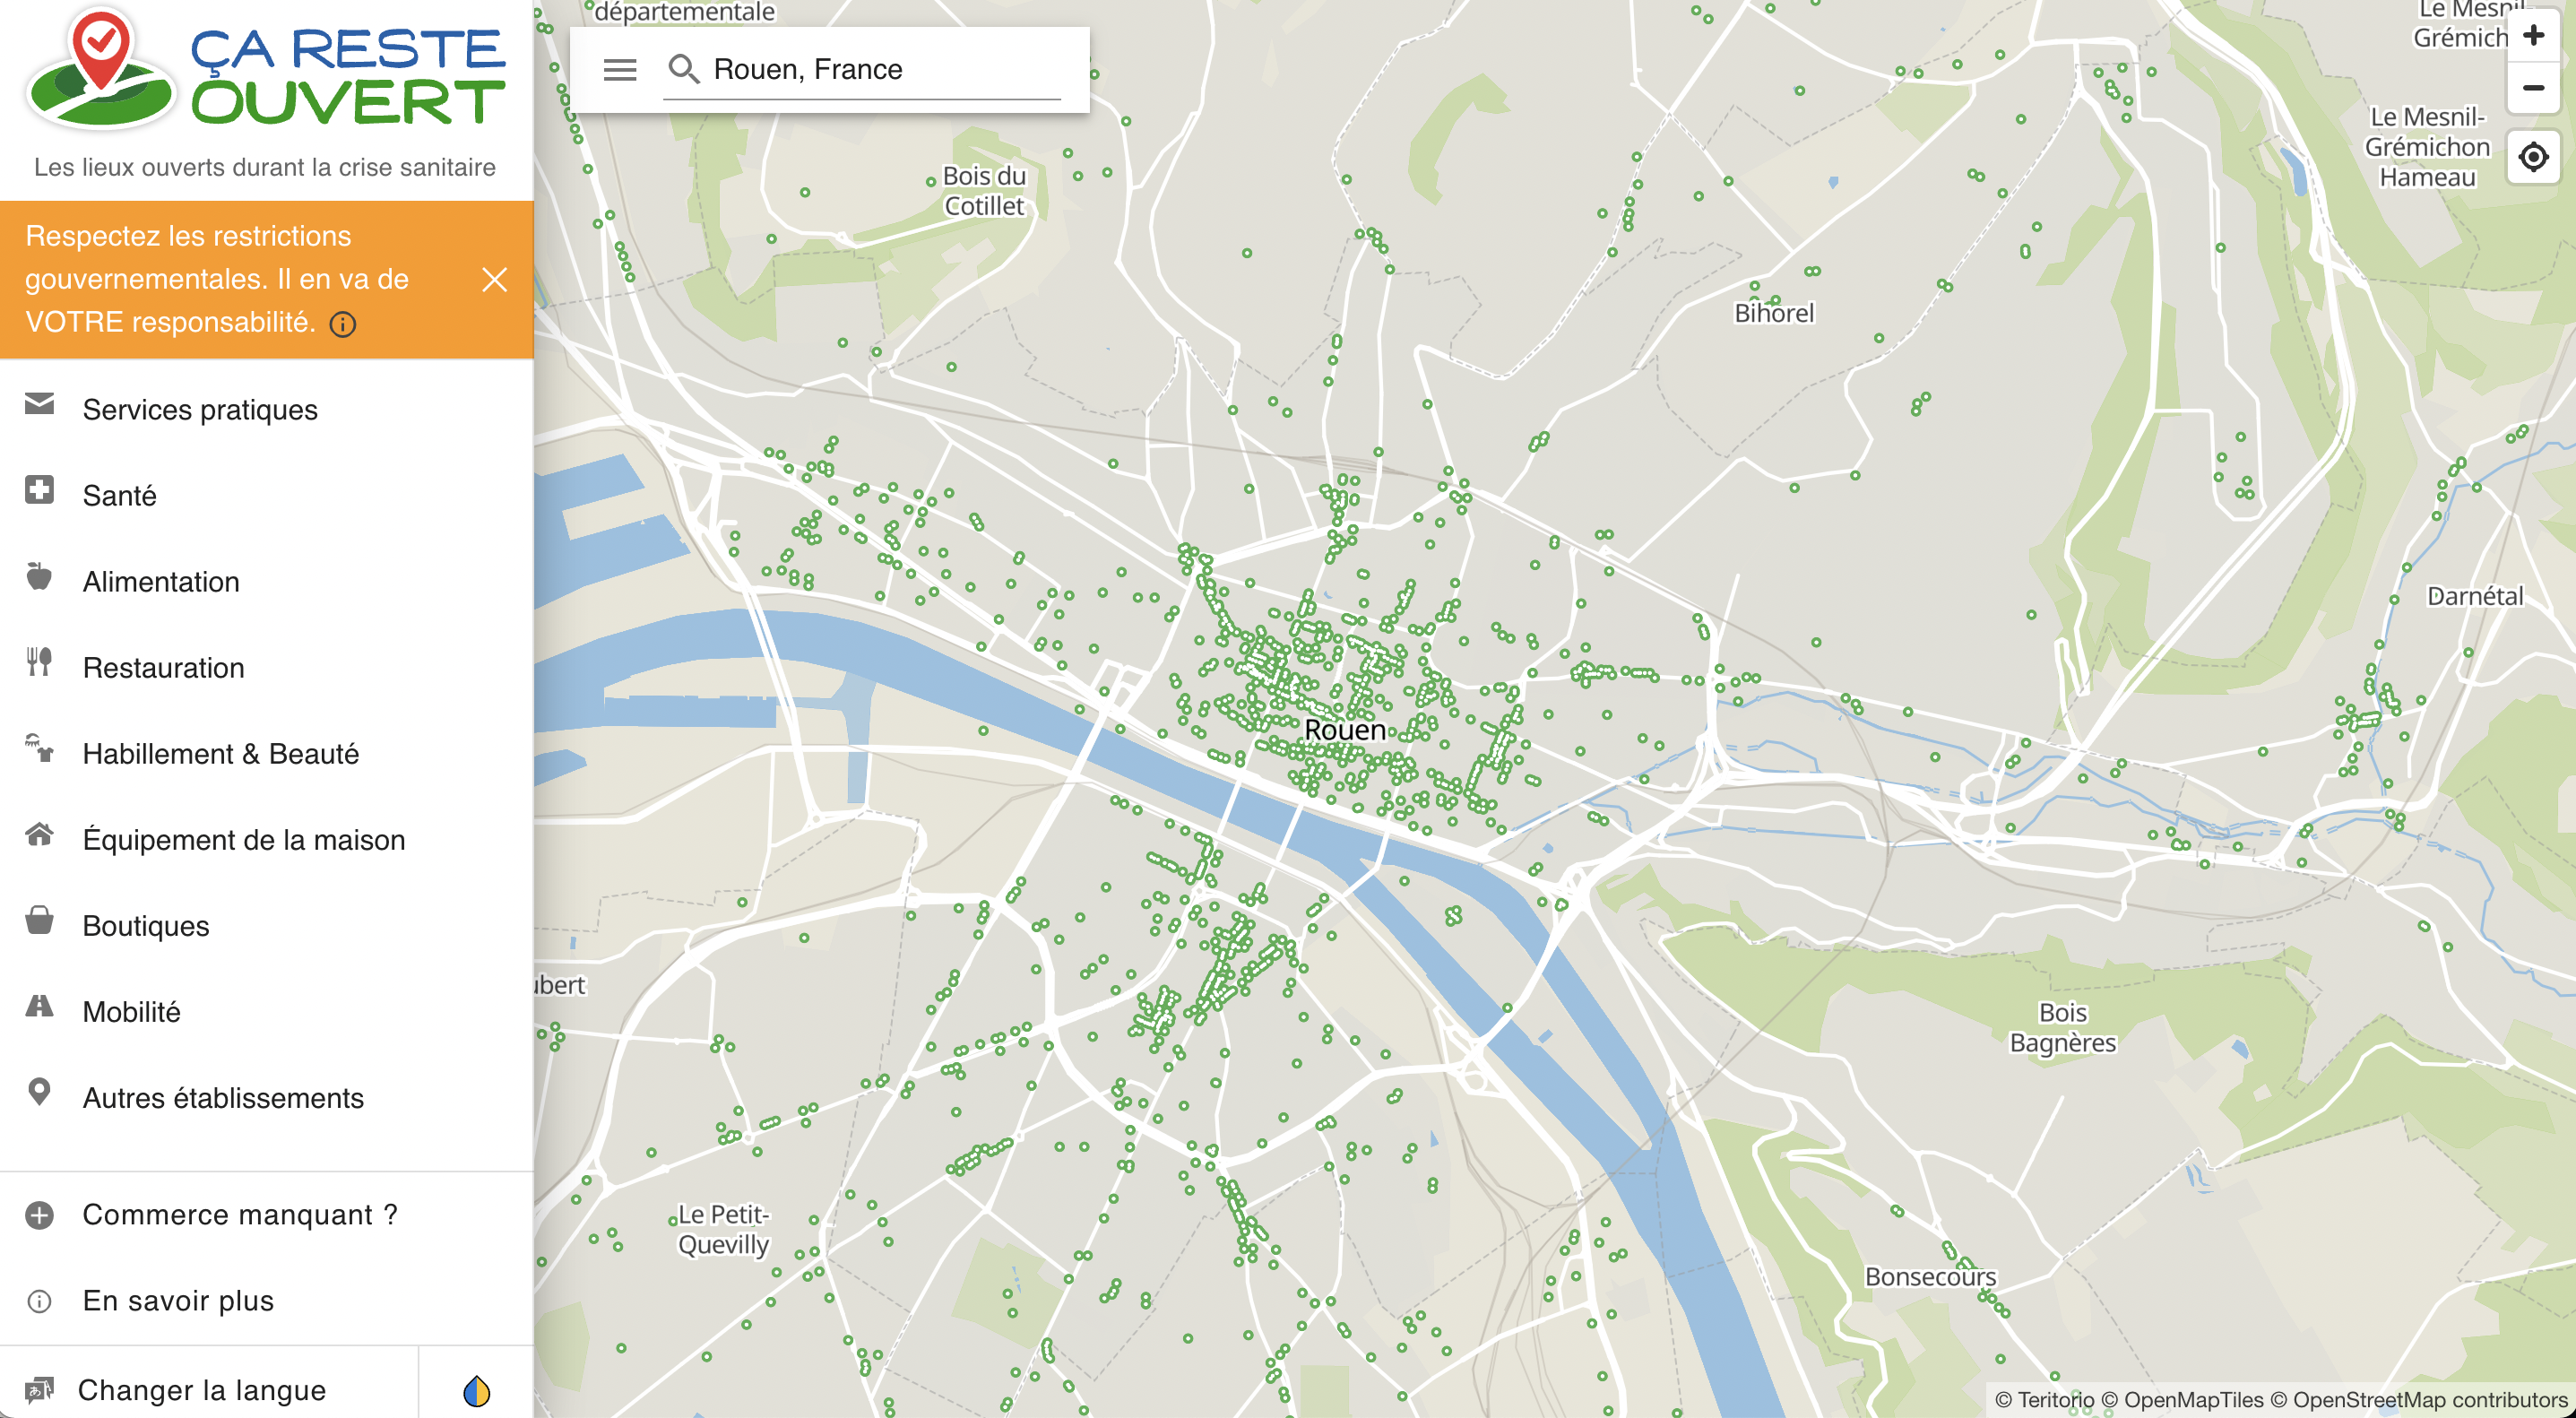 ÇA RESTE
OUVERT
Les lieux ouverts durant la crise sanitaire
Respectez les restrictions
gouvernementales. Il en va de
VOTRE responsabilité.
Services pratiques
Santé
Alimentation
Restauration
Habillement & Beauté
Équipement de la maison
Boutiques
Mobilité
Autres établissements
Commerce manquant ?
En savoir plus
Changer la langue
départementale
Rouen, France
Bois du
Cotillet
Bihorel
Le Mesnil-
Grémich
Le Mesnil-
Grémichon
Hameau
Darnétal
Rouen
ubert
Bois
Bagnères
Le Petit-
Quevilly
Bonsecours
© Teritorio © OpenMapTiles © OpenStreetMap contributors